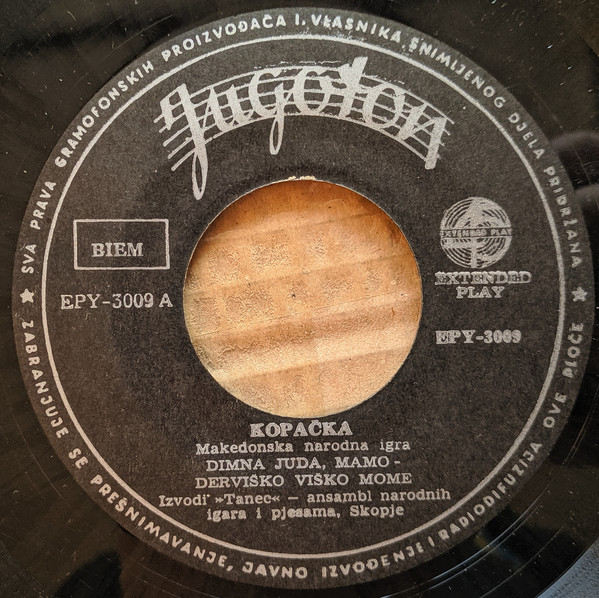 SVA PRAVA GRAMOFONSKIH PROIZVOĐAČA I VLASNIKA SNIMLJENOG DJELA PRIDRŽANA
Jugoton
BIEM
EXTENDED PLAY
EXTENDED
PLAY
EPY-3009 A
EPY-3009
KOPAČKA
Makedonska narodna igra
DIMNA JUDA, MAMO -
DERVIŠKO VIŠKO MOME
Izvodi »Tanec« - ansambl narodnih
igara i pjesama, Skopje
ZABRANJUJE SE PREŠNIMAVANJE, JAVNO IZVOĐENJE I RADIODIFUZIJA OVE PLOČE